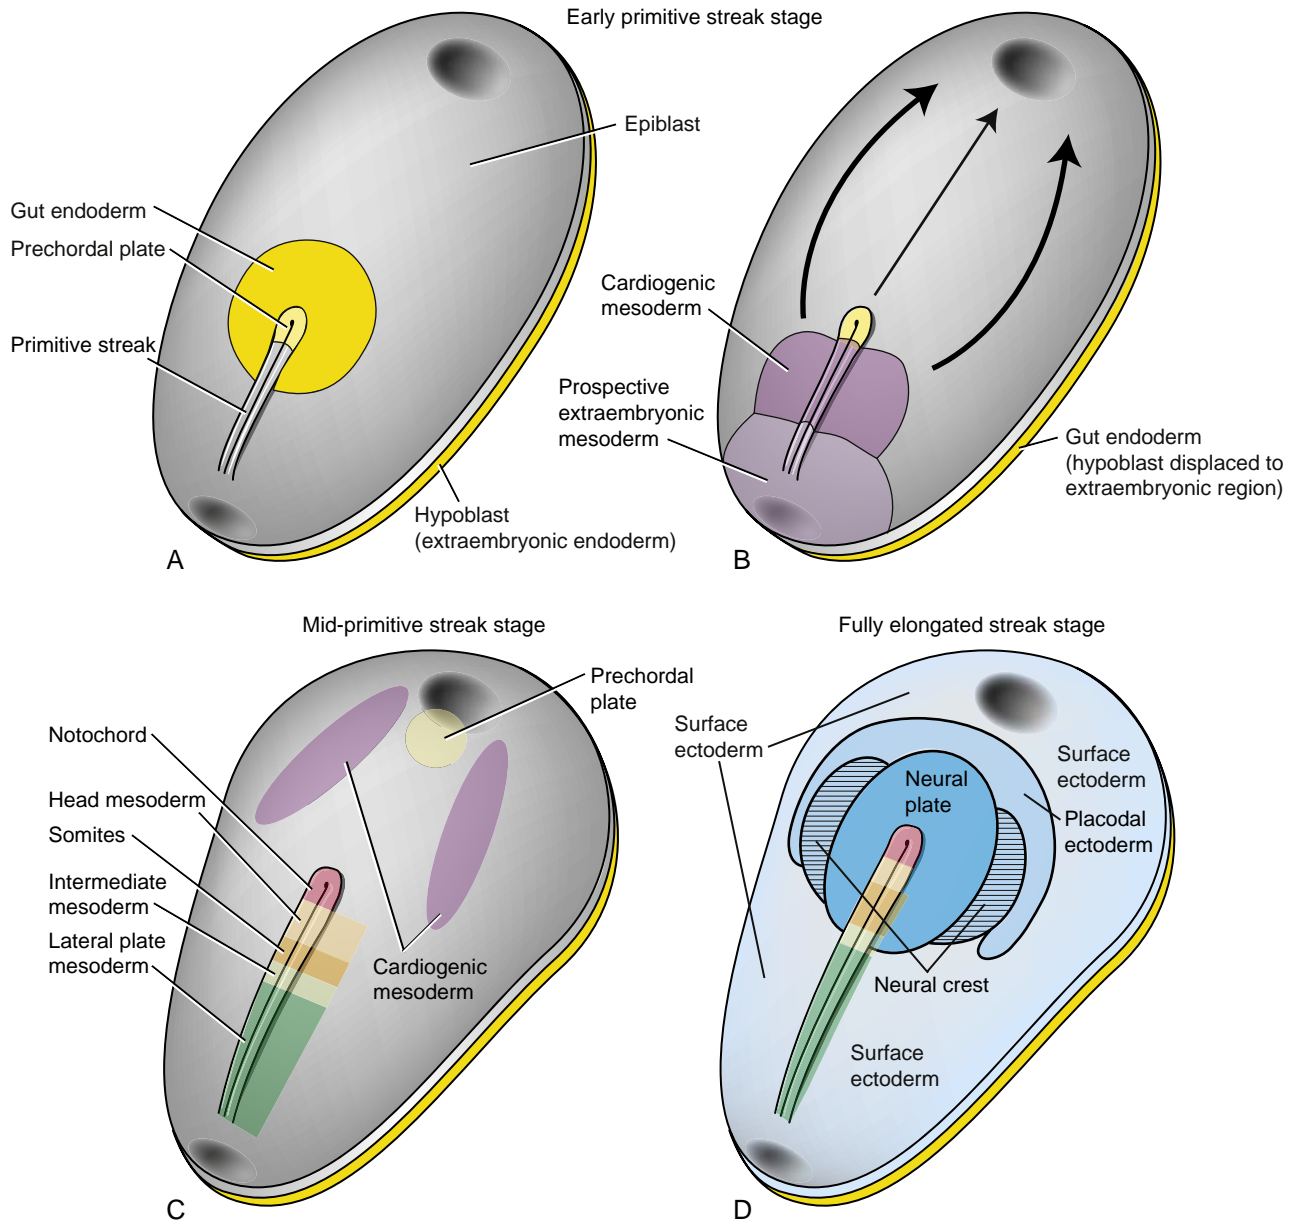 Early primitive streak stage
Epiblast
Gut endoderm
Prechordal plate
Primitive streak
Hypoblast
(extraembryonic endoderm)
A
Cardiogenic
mesoderm
Prospective
extraembryonic
mesoderm
Gut endoderm
(hypoblast displaced to
extraembryonic region)
B
Mid-primitive streak stage
Prechordal
plate
Notochord
Head mesoderm
Somites
Intermediate
mesoderm
Lateral plate
mesoderm
Cardiogenic
mesoderm
C
Fully elongated streak stage
Surface
ectoderm
Neural
plate
Surface
ectoderm
Placodal
ectoderm
Neural crest
Surface
ectoderm
D